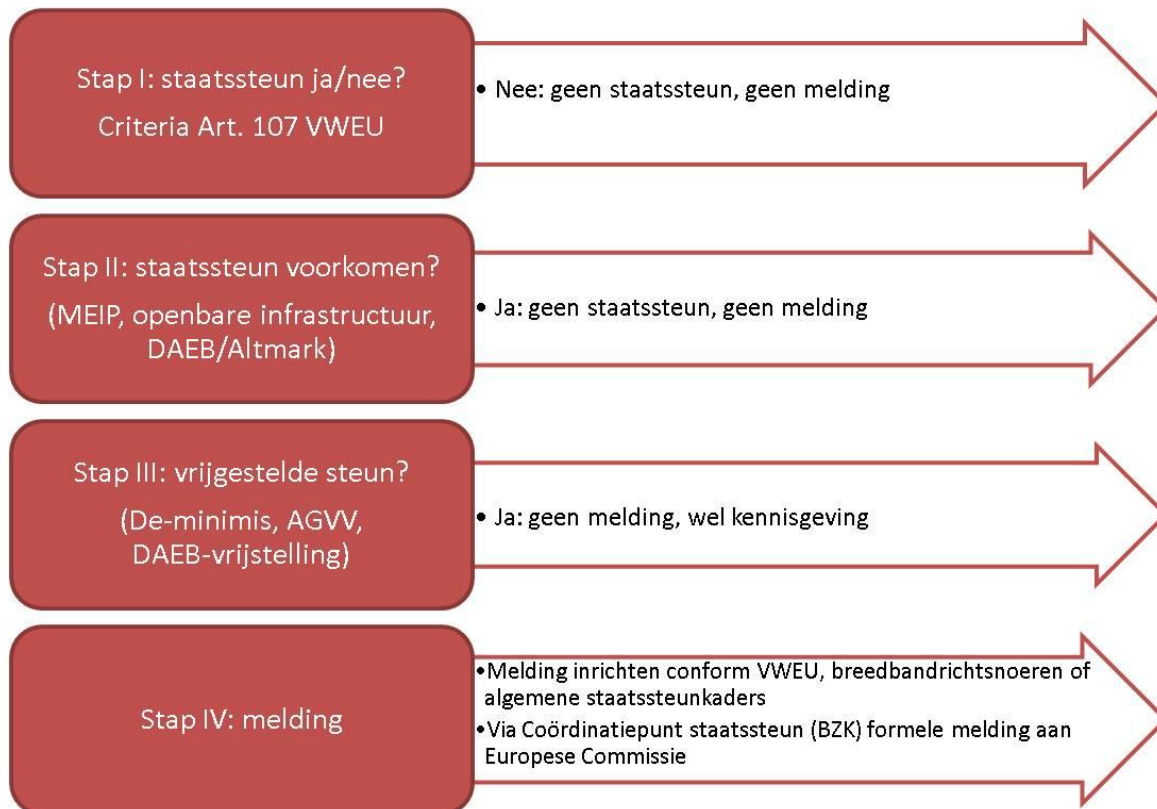 Stap I: staatssteun ja/nee?
Criteria Art. 107 VWEU
• Nee: geen staatssteun, geen melding
Stap II: staatssteun voorkomen?
(MEIP, openbare infrastructuur,
DAEB/Altmark)
• Ja: geen staatssteun, geen melding
Stap III: vrijgestelde steun?
(De-minimis, AGVV,
DAEB-vrijstelling)
• Ja: geen melding, wel kennisgeving
Stap IV: melding
•Melding inrichten conform VWEU, breedbandrichtsnoeren of
algemene staatssteunkaders
•Via Coördinatiepunt staatssteun (BZK) formele melding aan
Europese Commissie